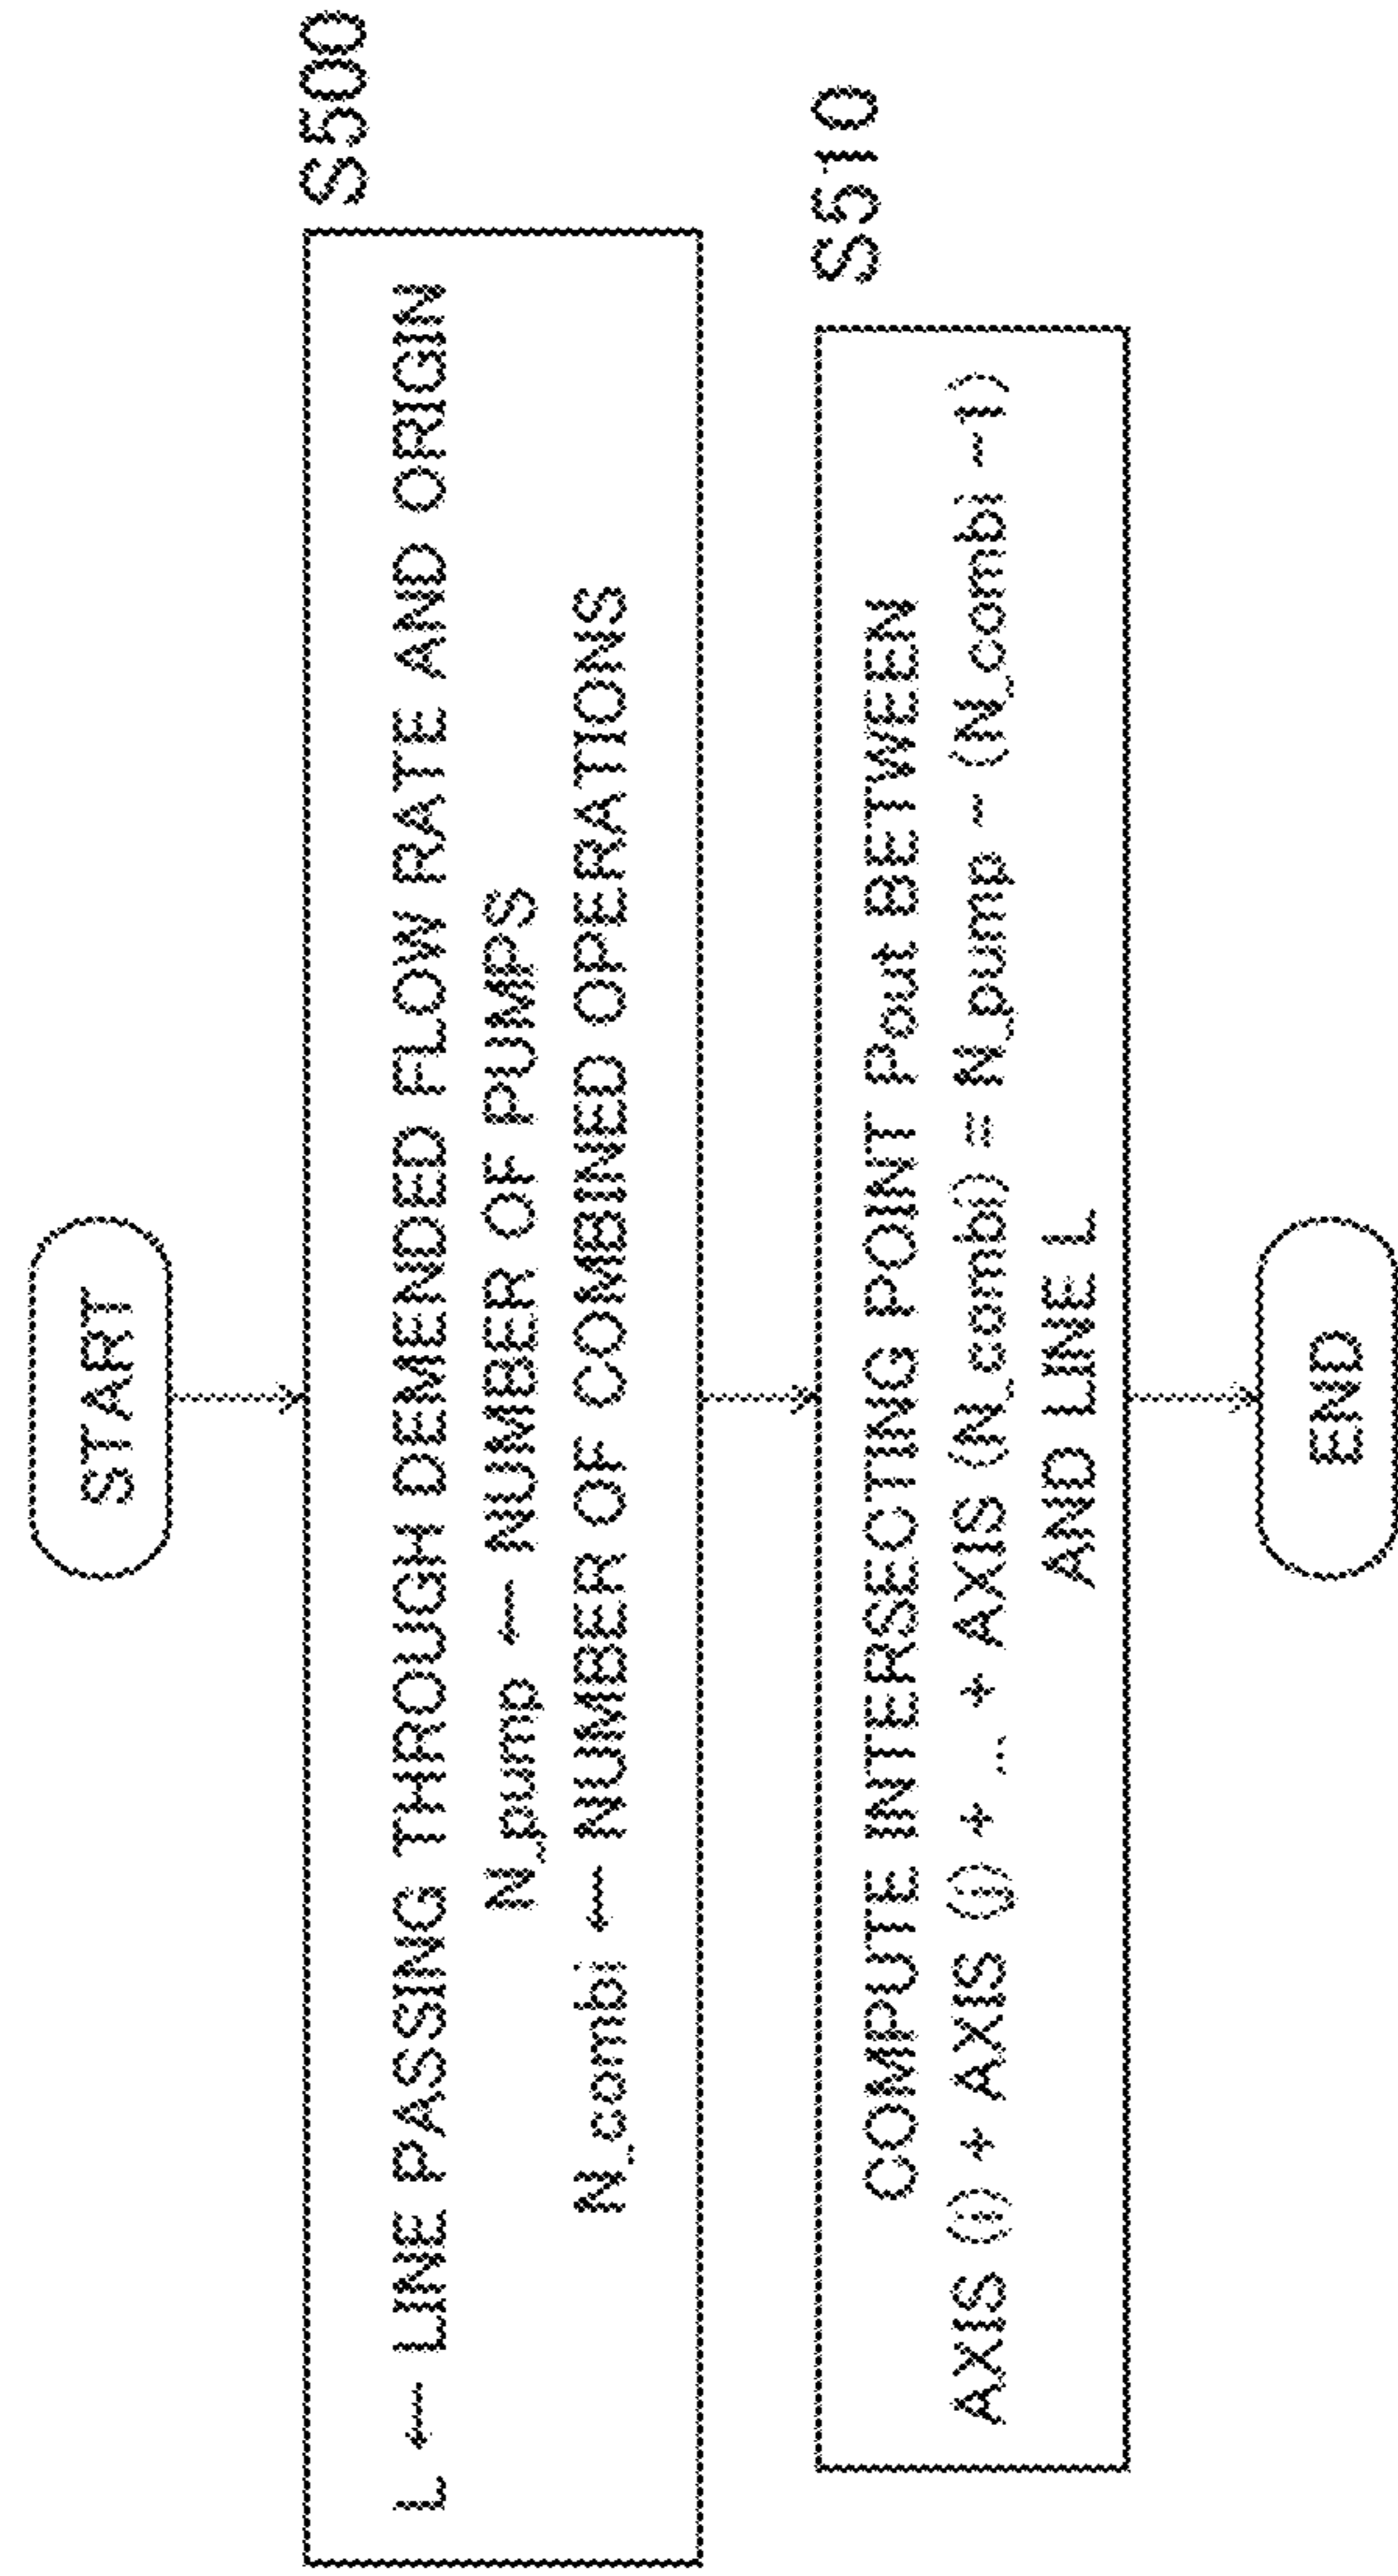 START
S500
L ← LINE PASSING THROUGH DEMENDED FLOW RATE AND ORIGIN
N_pump ← NUMBER OF PUMPS
N_combi ← NUMBER OF COMBINED OPERATIONS
S510
COMPUTE INTERSECTING POINT Pout BETWEEN
AXIS (i) + AXIS (j) + ... + AXIS (N_combi) = N_pump - (N_combi -1)
AND LINE L
END